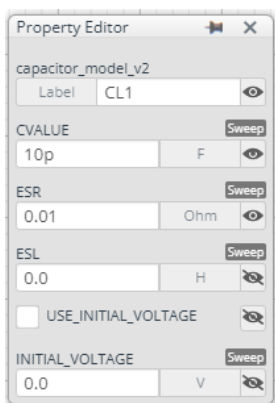 Property Editor
capacitor_model_v2
Label CL1
CVALUE Sweep
10p F
ESR Sweep
0.01 Ohm
ESL Sweep
0.0 H
USE_INITIAL_VOLTAGE
INITIAL_VOLTAGE Sweep
0.0 V